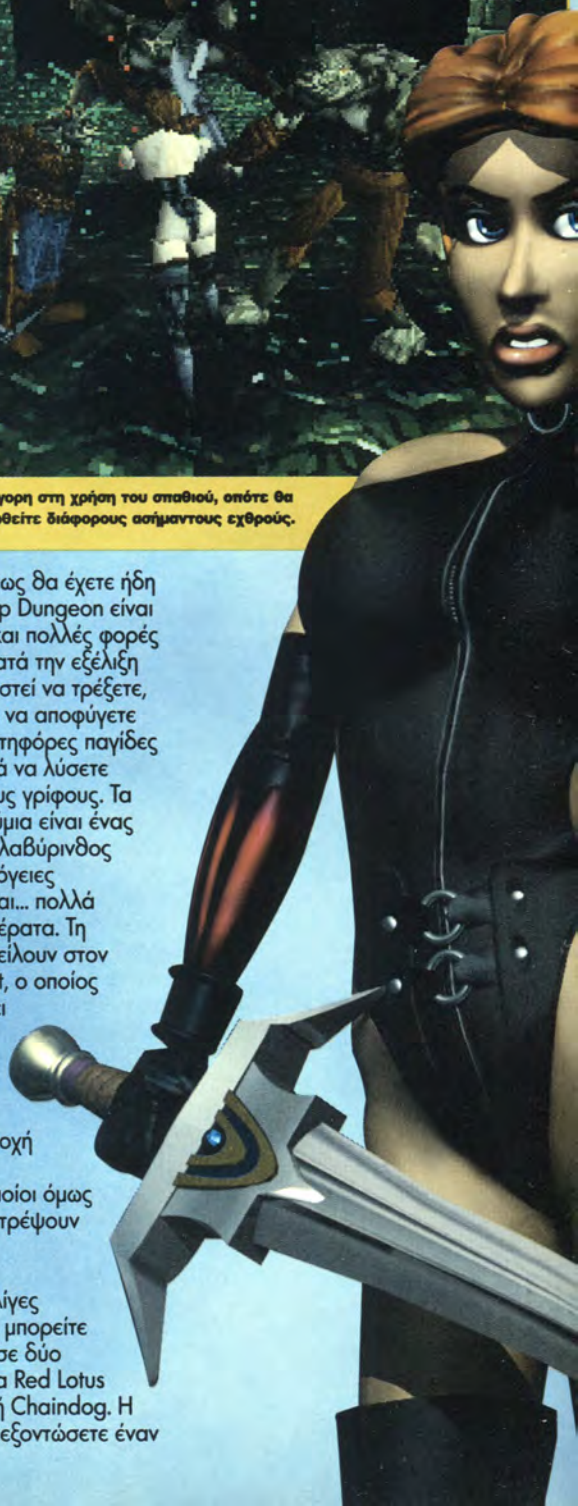 γορη στη χρήση του σπαθιού, οπότε θα
θείτε διάφορους ασήμαντους εχθρούς.
ως θα έχετε ήδη
p Dungeon είναι
και πολλές φορές
ατά την εξέλιξη
στεί να τρέξετε,
να αποφύγετε
τηφόρες παγίδες
ά να λύσετε
υς γρίφους. Τα
ύμια είναι ένας
λαβύρινθος
όγειες
αι... πολλά
έρατα. Τη
είλουν στον
t, ο οποίος
ι
οχή
ποίοι όμως
τρέψουν
λίγες
μπορείτε
σε δύο
α Red Lotus
ή Chaindog. Η
εξοντώσετε έναν